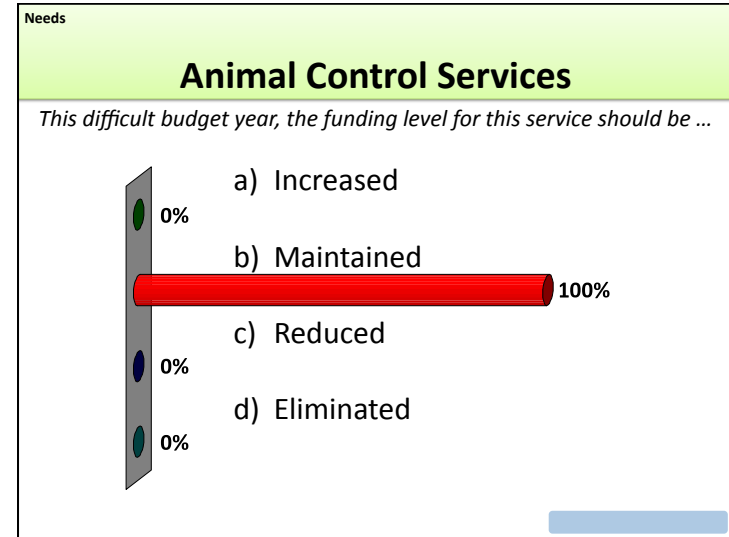 Needs
Animal Control Services
This difficult budget year, the funding level for this service should be ...
a) Increased
0%
b) Maintained
100%
c) Reduced
0%
d) Eliminated
0%